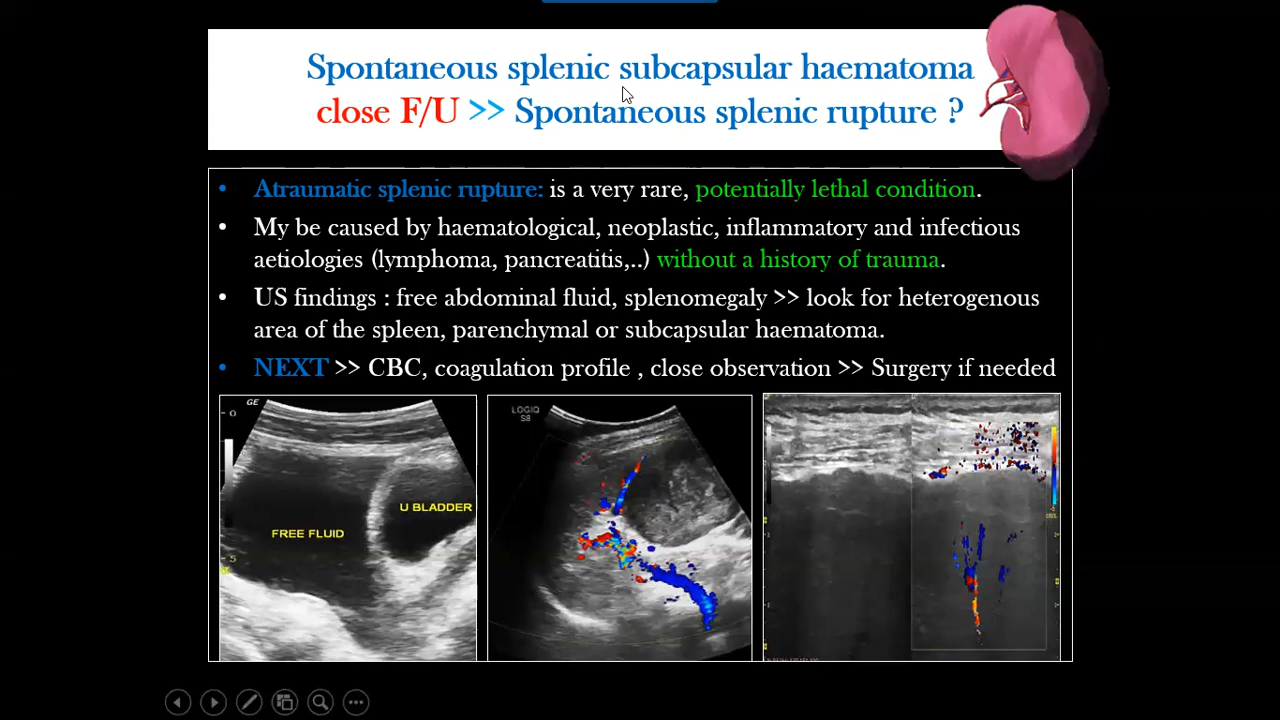 Spontaneous splenic subcapsular haematoma
close F/U >> Spontaneous splenic rupture ?
• Atraumatic splenic rupture: is a very rare, potentially lethal condition.
• My be caused by haematological, neoplastic, inflammatory and infectious
aetiologies (lymphoma, pancreatitis,..) without a history of trauma.
• US findings : free abdominal fluid, splenomegaly >> look for heterogenous
area of the spleen, parenchymal or subcapsular haematoma.
• NEXT >> CBC, coagulation profile , close observation >> Surgery if needed
GE
0
U BLADDER
FREE FLUID
5
LOGIQ
S8